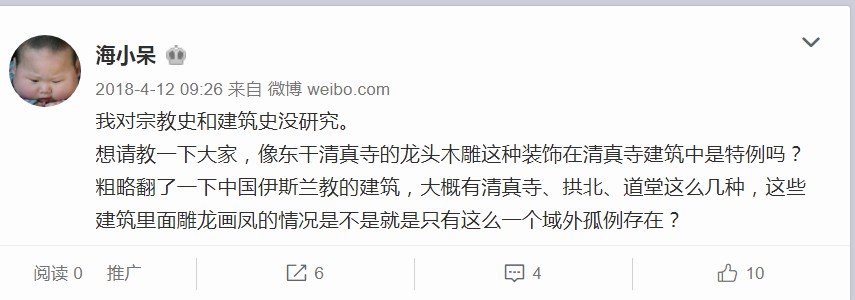 海小呆
2018-4-12 09:26 来自 微博 weibo.com
我对宗教史和建筑史没研究。
想请教一下大家，像东干清真寺的龙头木雕这种装饰在清真寺建筑中是特例吗？
粗略翻了一下中国伊斯兰教的建筑，大概有清真寺、拱北、道堂这么几种，这些
建筑里面雕龙画凤的情况是不是就是只有这么一个域外孤例存在？
阅读 0 推广 6 4 10